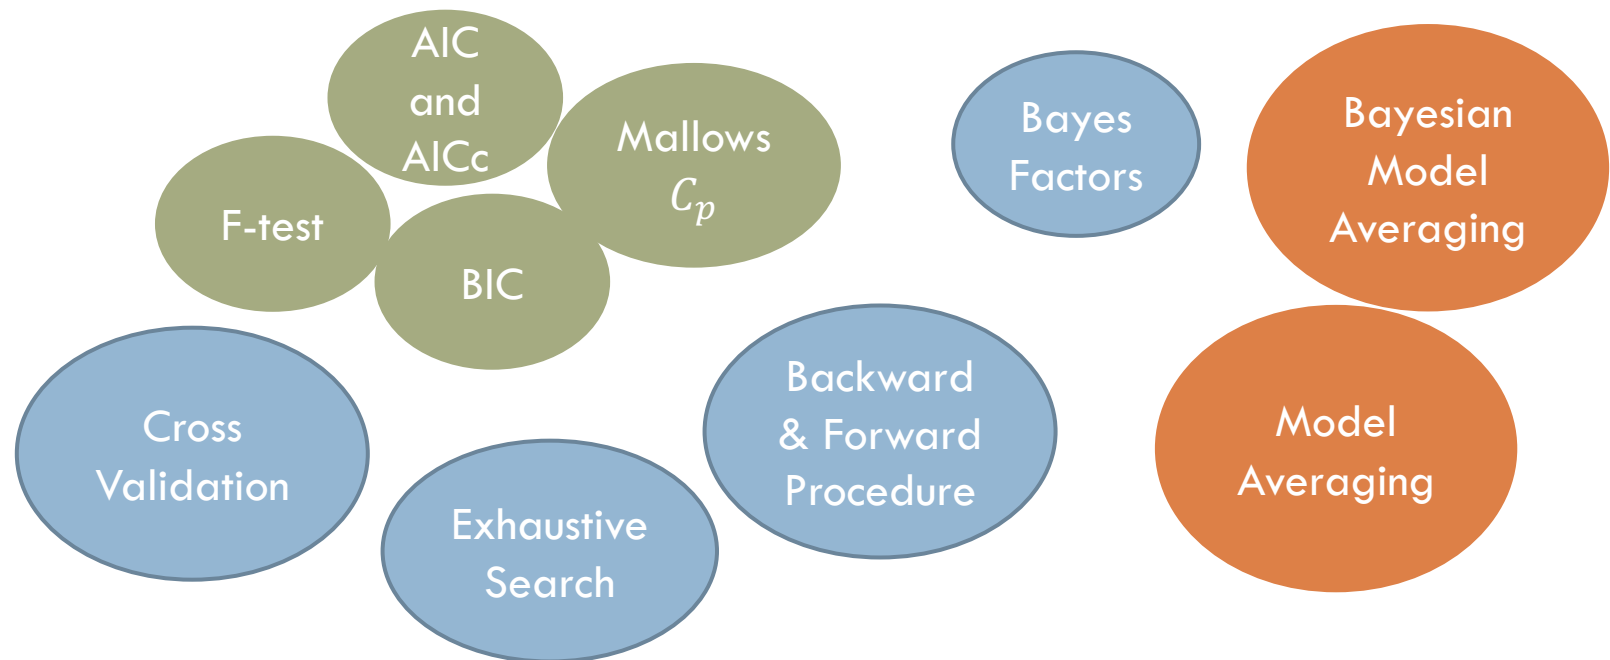 AIC
and
AICc
Mallows
$C_p$
F-test
BIC
Bayes
Factors
Bayesian
Model
Averaging
Cross
Validation
Exhaustive
Search
Backward
& Forward
Procedure
Model
Averaging